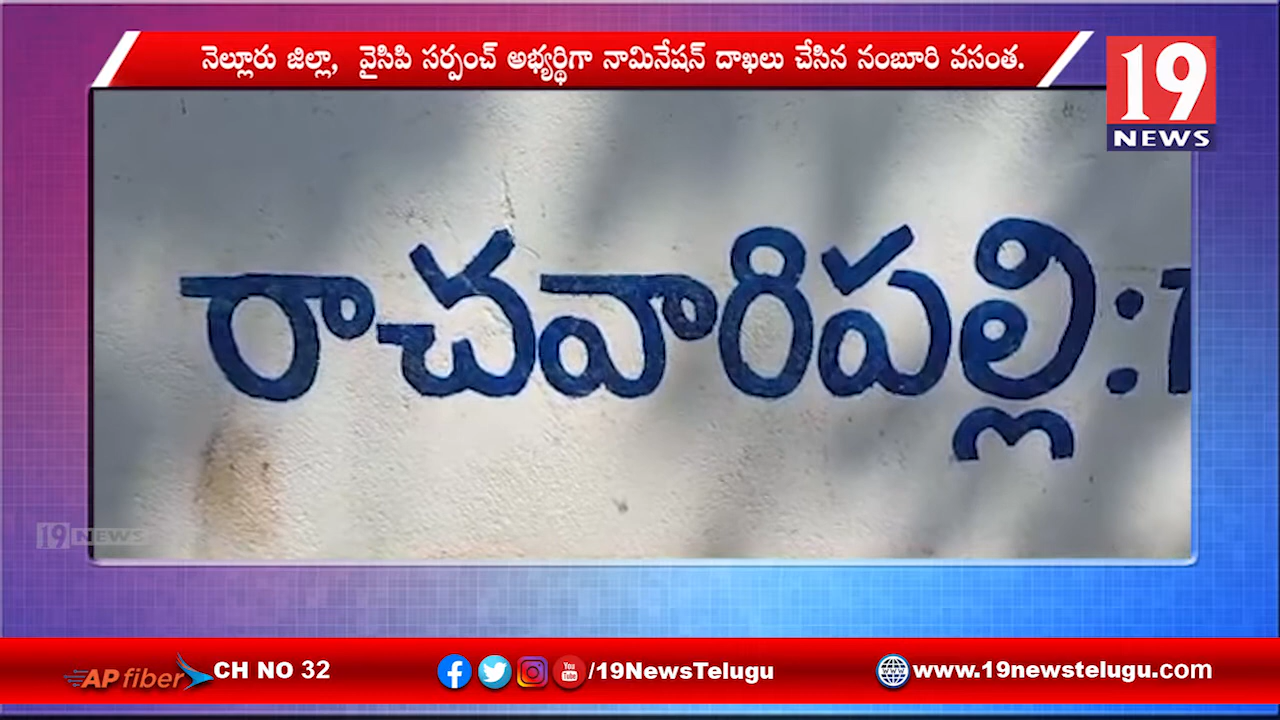 నెల్లూరు జిల్లా, వైసిపి సర్పంచ్ అభ్యర్థిగా నామినేషన్ దాఖలు చేసిన నంబూరి వసంత.
19
NEWS
రాచవారిపల్లి:
19 NEWS
AP fiber CH NO 32 /19NewsTelugu www.19newstelugu.com